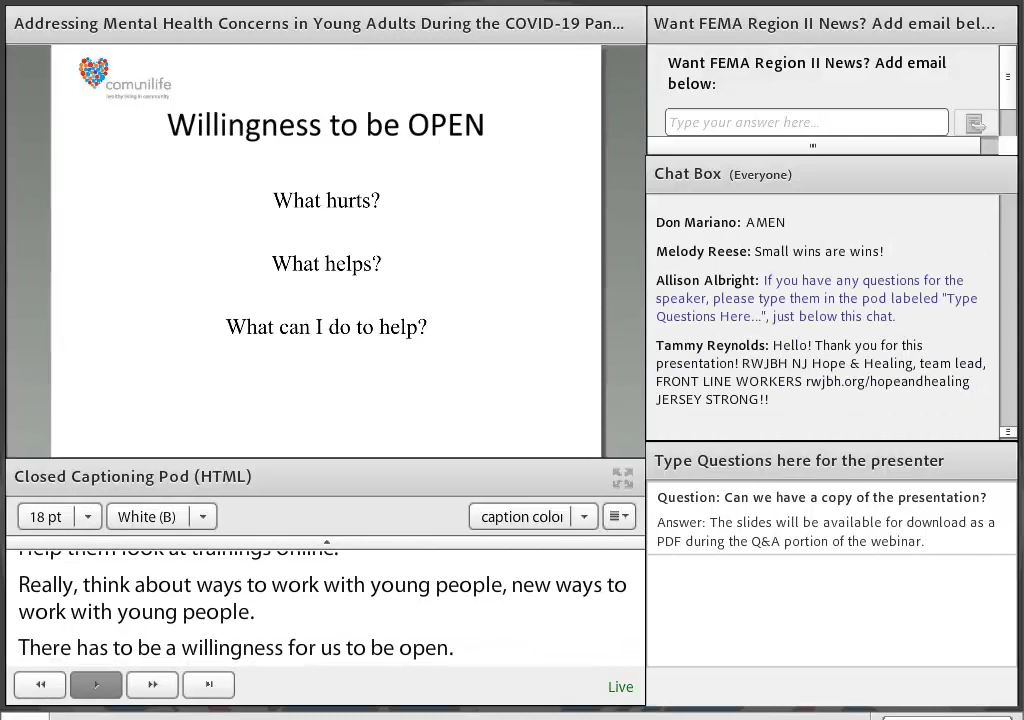 Addressing Mental Health Concerns in Young Adults During the COVID-19 Pan...
comunilife
Willingness to be OPEN
What hurts?
What helps?
What can I do to help?
Closed Captioning Pod (HTML)
18 pt
White (B)
caption color
Help them look at trainings online.
Really, think about ways to work with young people, new ways to
work with young people.
There has to be a willingness for us to be open.
Live
Want FEMA Region II News? Add email bel...
Want FEMA Region II News? Add email
below:
Type your answer here...
Chat Box (Everyone)
Don Mariano: AMEN
Melody Reese: Small wins are wins!
Allison Albright: If you have any questions for the
speaker, please type them in the pod labeled "Type
Questions Here...", just below this chat.
Tammy Reynolds: Hello! Thank you for this
presentation! RWJBH NJ Hope & Healing, team lead,
FRONT LINE WORKERS rwjbh.org/hopeandhealing
JERSEY STRONG!!
Type Questions here for the presenter
Question: Can we have a copy of the presentation?
Answer: The slides will be available for download as a
PDF during the Q&A portion of the webinar.